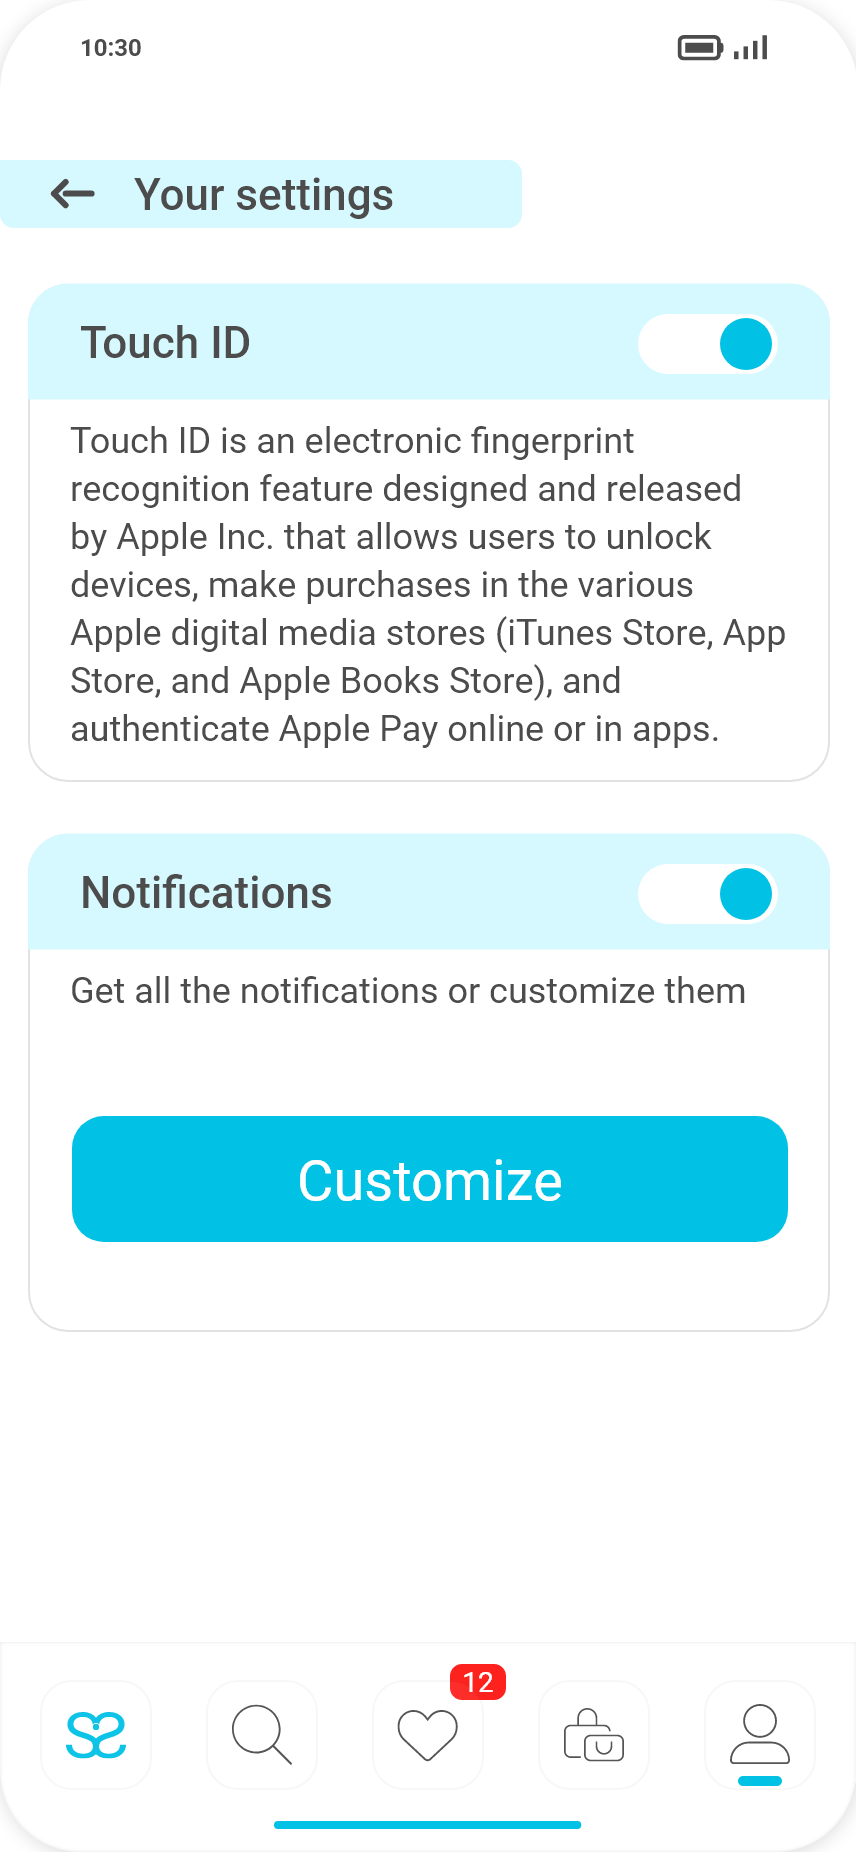 10:30
Your settings
Touch ID
Touch ID is an electronic fingerprint
recognition feature designed and released
by Apple Inc. that allows users to unlock
devices, make purchases in the various
Apple digital media stores (iTunes Store, App
Store, and Apple Books Store), and
authenticate Apple Pay online or in apps.
Notifications
Get all the notifications or customize them
Customize
12